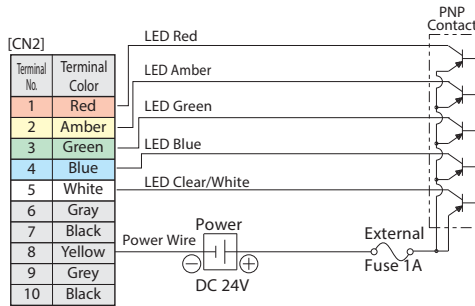 PNP
Contact
[CN2]
LED Red
Terminal No. Terminal Color
LED Amber
1 Red
2 Amber
LED Green
3 Green
LED Blue
4 Blue
5 White
LED Clear/White
6 Gray
7 Black
Power
External
8 Yellow
Power Wire
Fuse 1A
9 Grey
DC 24V
10 Black